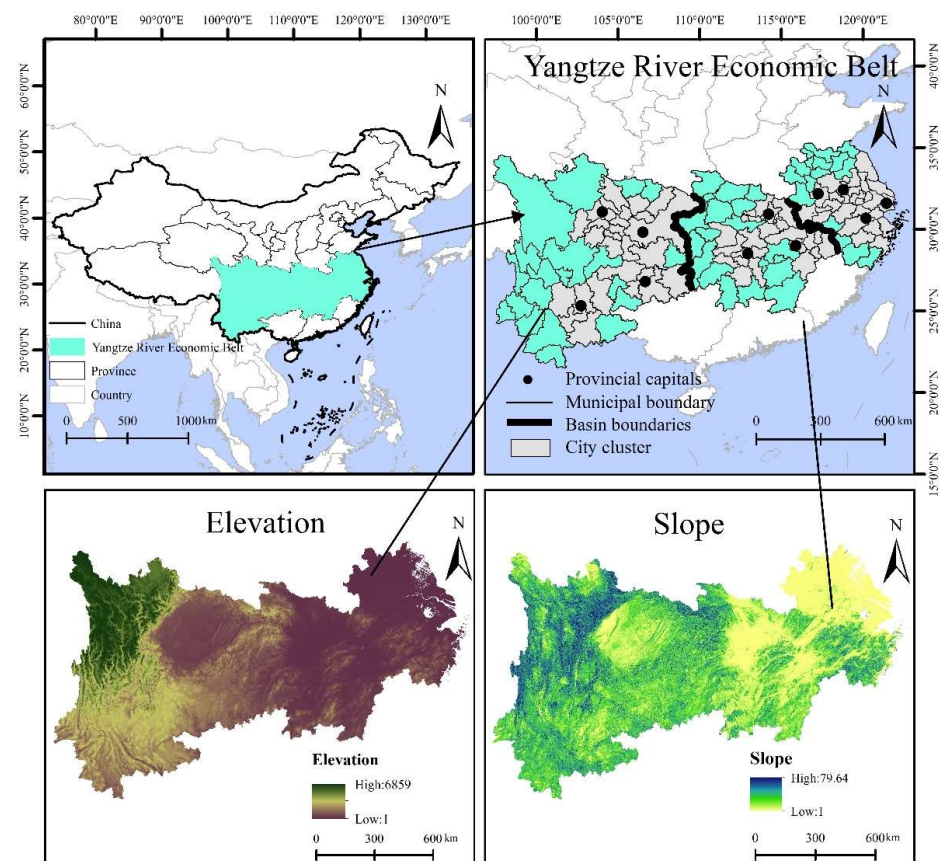 80°0'0"E 90°0'0"E 100°0'0"E 110°0'0"E 120°0'0"E 130°0'0"E
60°0'0"N
50°0'0"N
40°0'0"N
30°0'0"N
20°0'0"N
10°0'0"N
N
China
Yangtze River Economic Belt
Province
Country
0 500 1000km
100°0'0"E 105°0'0"E 110°0'0"E 115°0'0"E 120°0'0"E
Yangtze River Economic Belt
N
40°0'0"N
35°0'0"N
30°0'0"N
25°0'0"N
20°0'0"N
15°0'0"N
Provincial capitals
Municipal boundary
Basin boundaries
City cluster
0 300 600 km
Elevation
N
Elevation
High:6859
Low:1
0 300 600 km
Slope
N
Slope
High:79.64
Low:1
0 300 600km